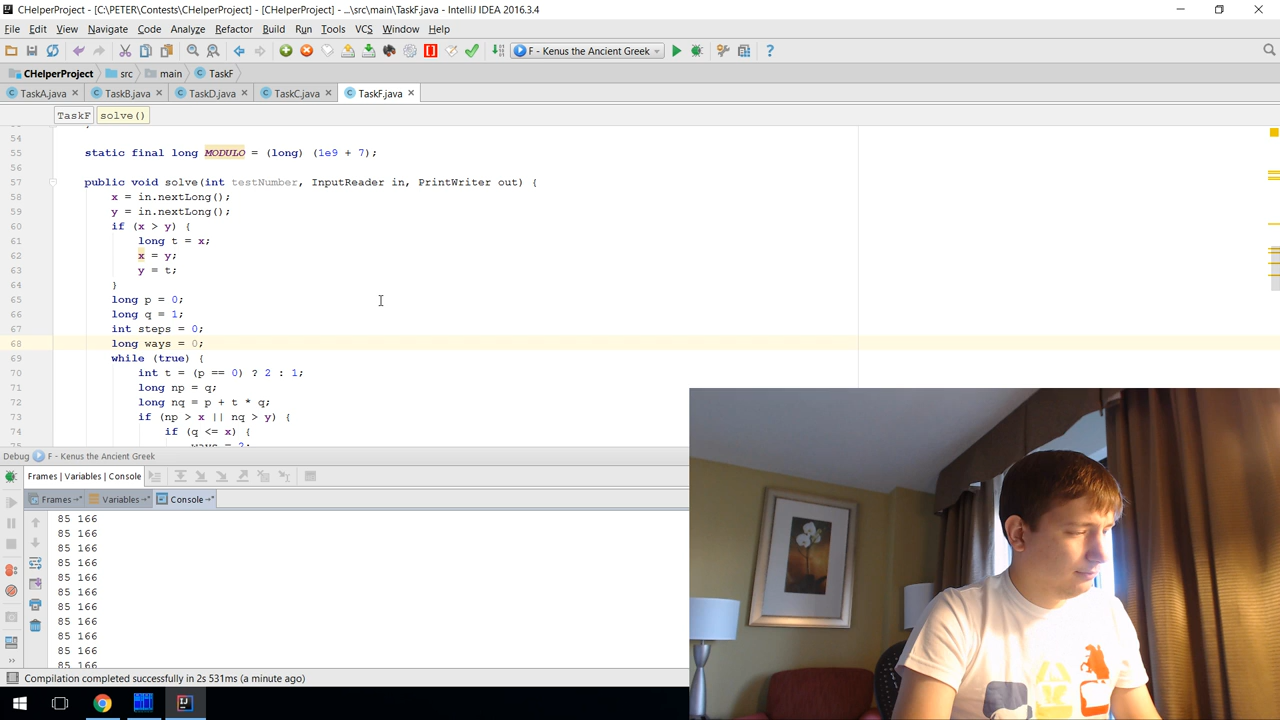 CHelperProject - [C:\PETER\Contests\CHelperProject] - [CHelperProject] - ...\src\main\TaskF.java - IntelliJ IDEA 2016.3.4
File Edit View Navigate Code Analyze Refactor Build Run Tools VCS Window Help
F - Kenus the Ancient Greek
CHelperProject src main TaskF
TaskA.java TaskB.java TaskD.java TaskC.java TaskF.java
TaskF solve()
54
55 static final long MODULO = (long) (1e9 + 7);
56
57 public void solve(int testNumber, InputReader in, PrintWriter out) {
58 x = in.nextLong();
59 y = in.nextLong();
60 if (x > y) {
61 long t = x;
62 x = y;
63 y = t;
64 }
65 long p = 0;
66 long q = 1;
67 int steps = 0;
68 long ways = 0;
69 while (true) {
70 int t = (p == 0) ? 2 : 1;
71 long np = q;
72 long nq = p + t * q;
73 if (np > x || nq > y) {
74 if (q <= x) {
Debug F - Kenus the Ancient Greek
Frames | Variables | Console
Frames Variables Console
85 166
85 166
85 166
85 166
85 166
85 166
85 166
85 166
85 166
85 166
85 166
Compilation completed successfully in 2s 531ms (a minute ago)